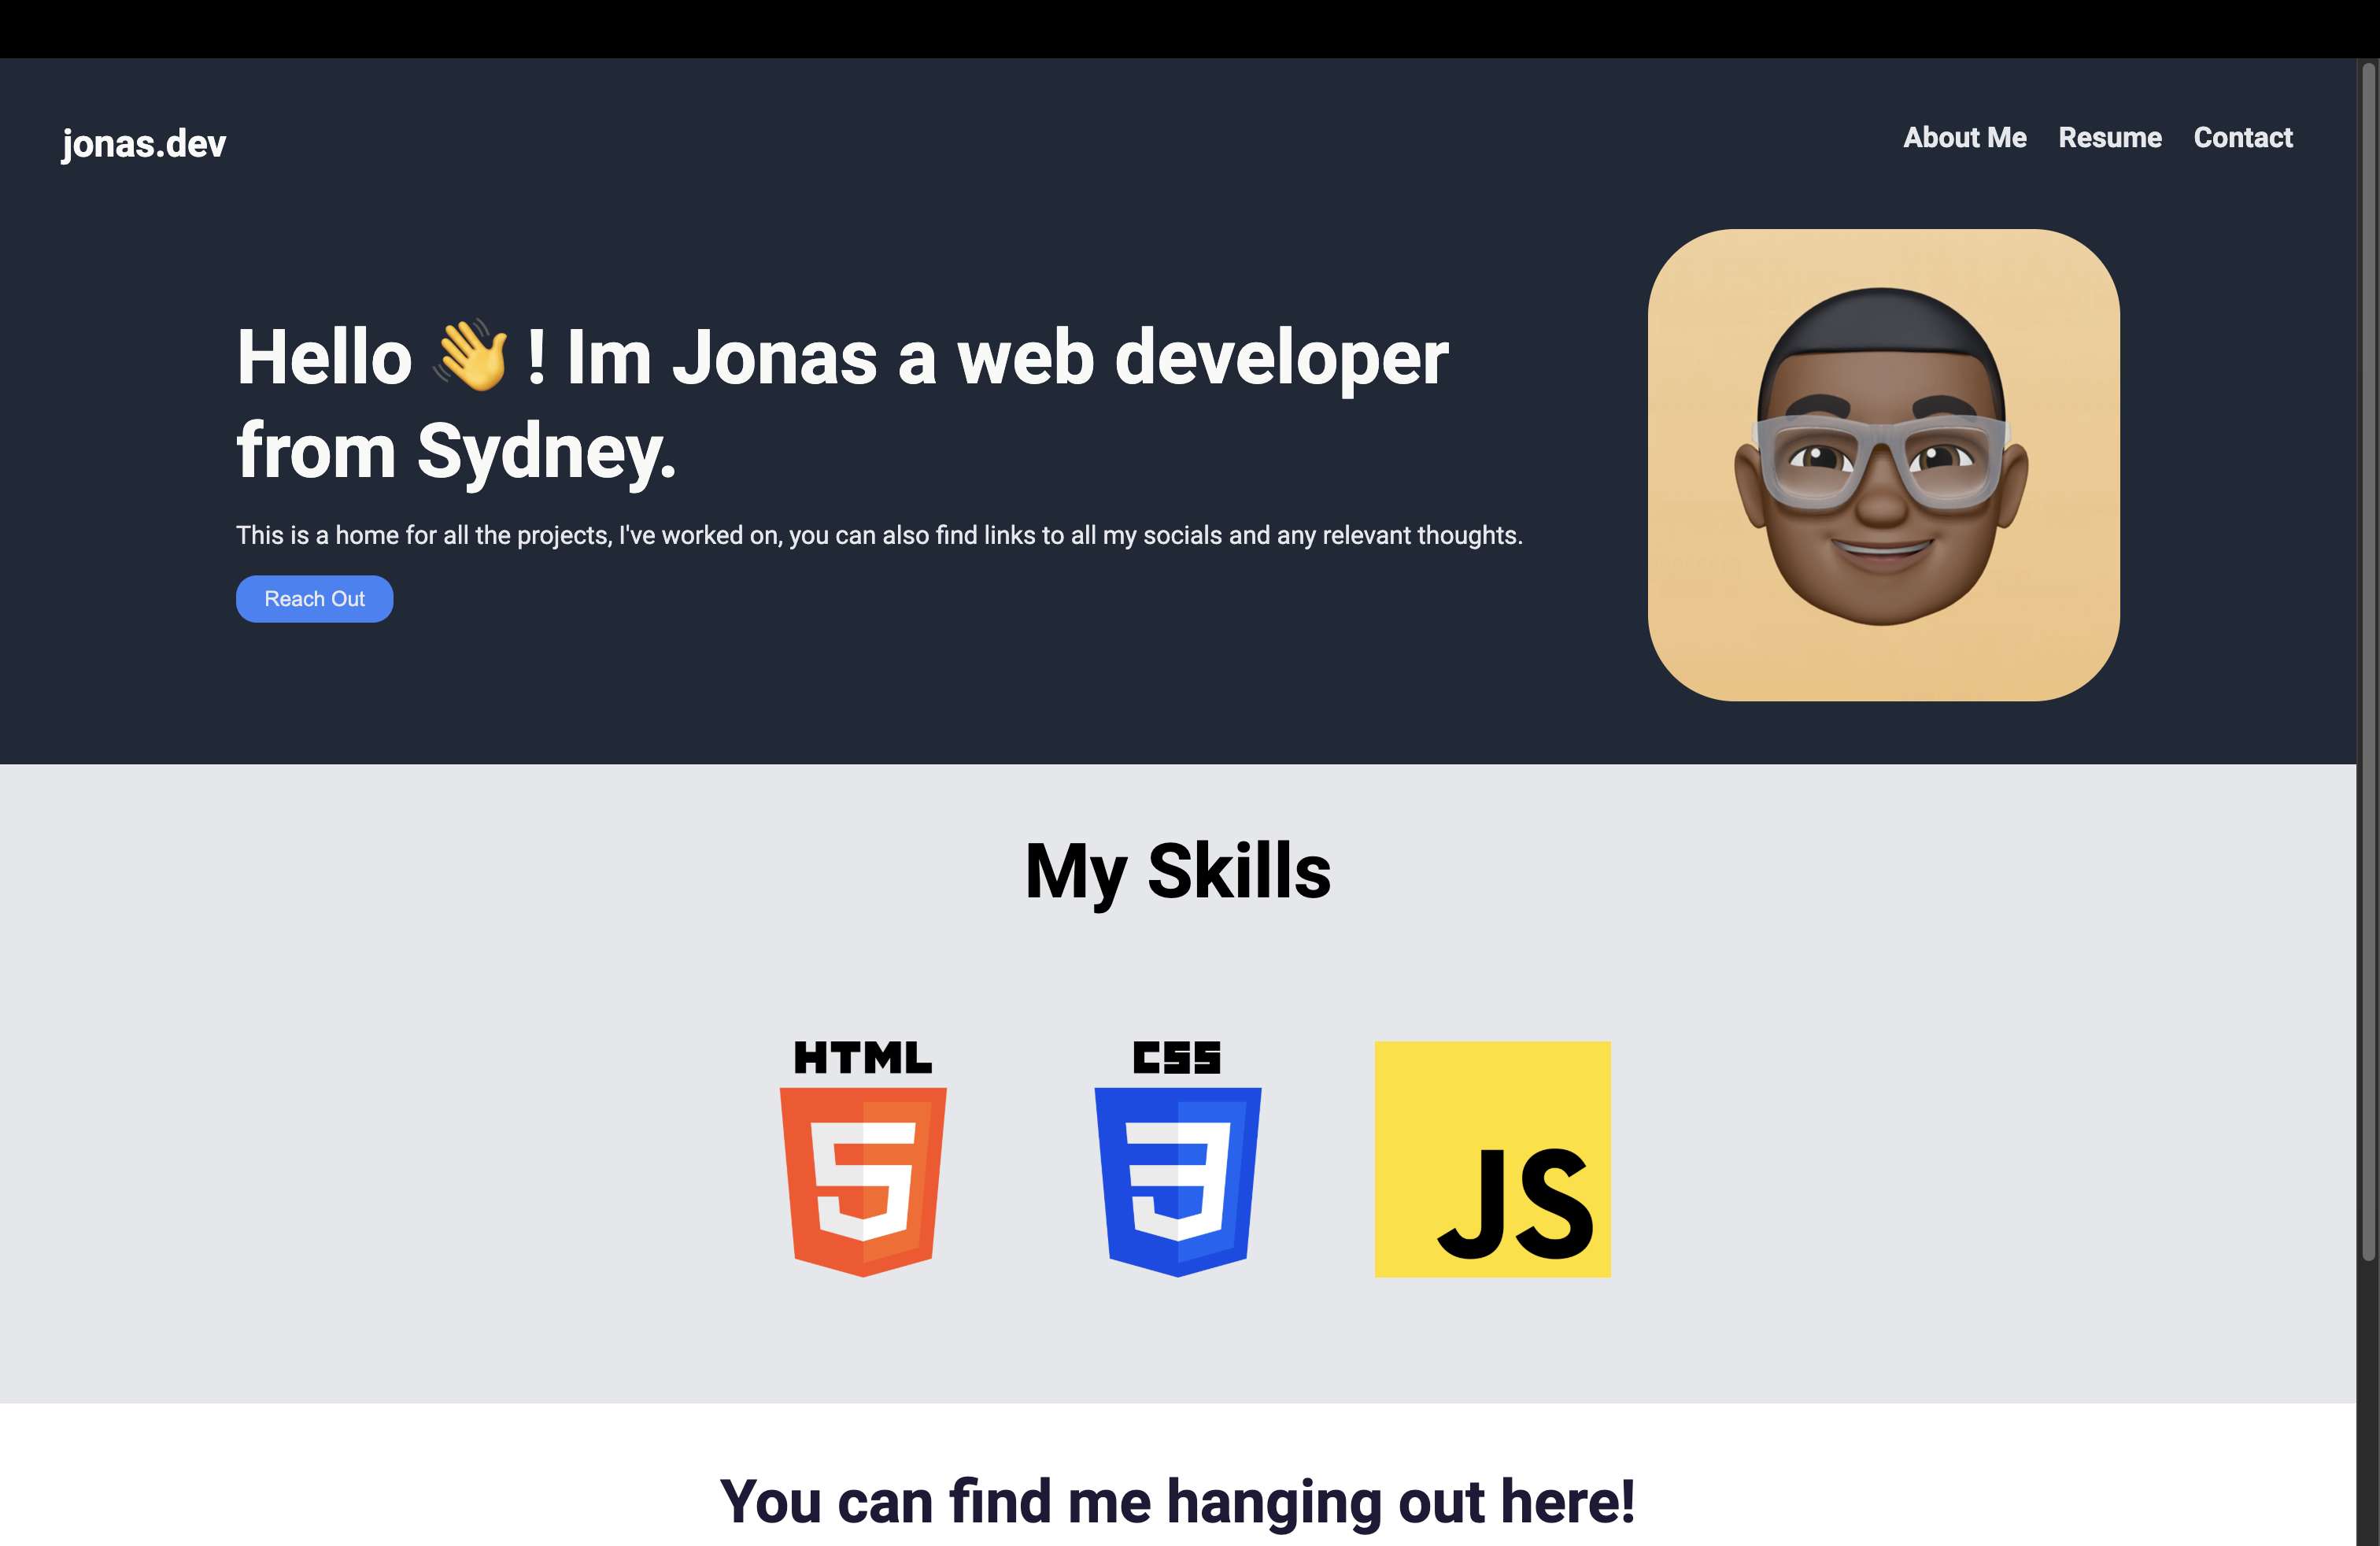 jonas.dev
About Me Resume Contact
Hello 👋 ! Im Jonas a web developer
from Sydney.
This is a home for all the projects, I've worked on, you can also find links to all my socials and any relevant thoughts.
Reach Out
My Skills
HTML CSS
5 3 JS
You can find me hanging out here!